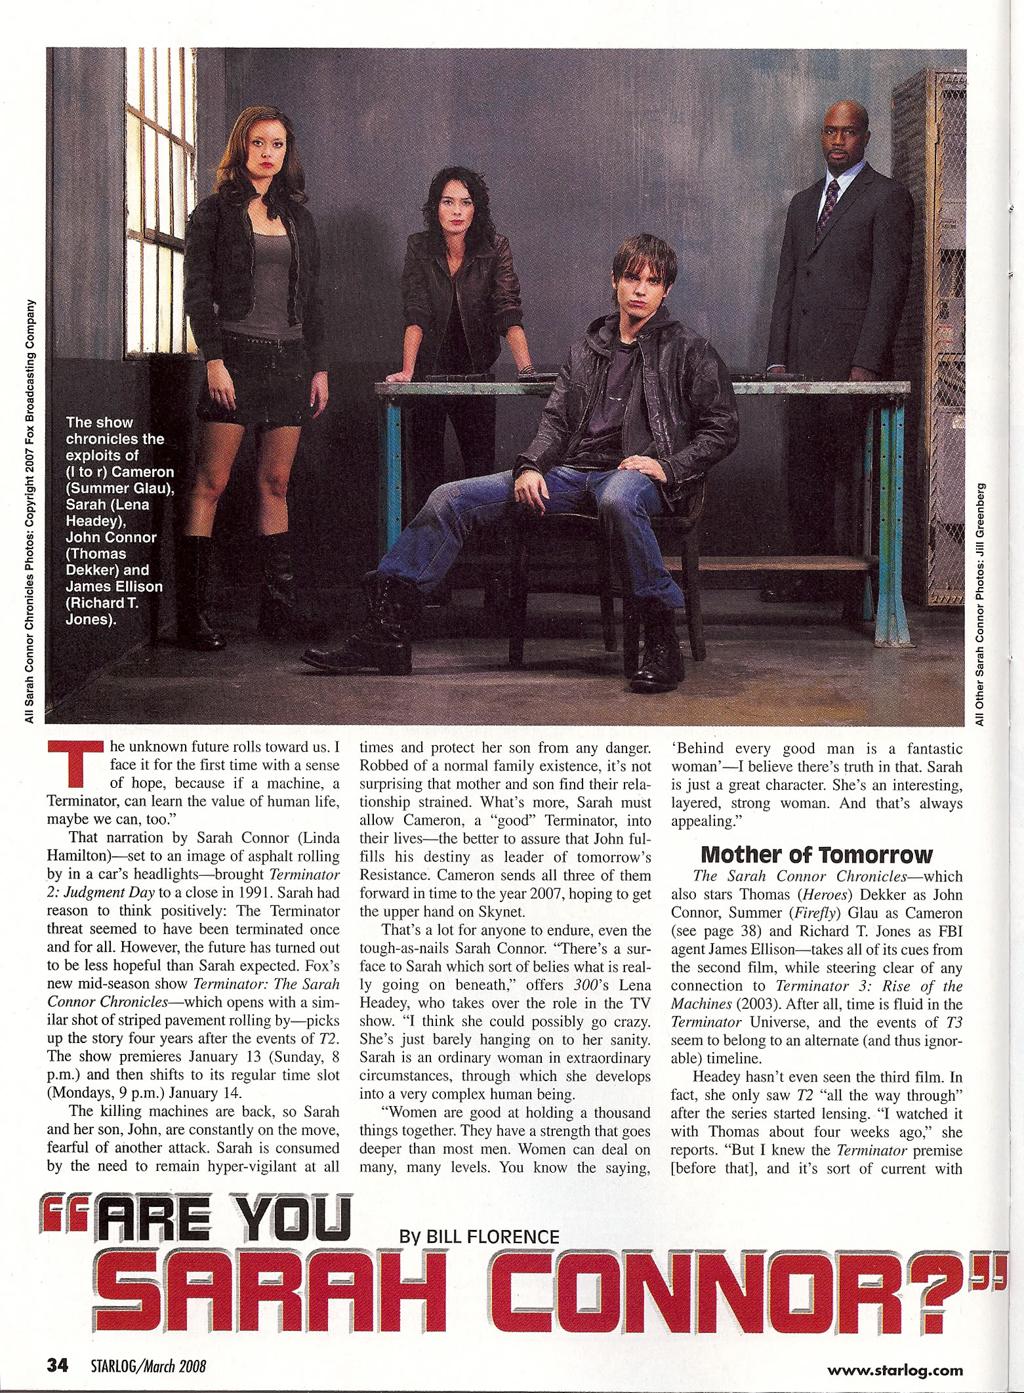 All Sarah Connor Chronicles Photos: Copyright 2007 Fox Broadcasting Company
The show
chronicles the
exploits of
(l to r) Cameron
(Summer Glau),
Sarah (Lena
Headey),
John Connor
(Thomas
Dekker) and
James Ellison
(Richard T.
Jones).
All Other Sarah Connor Photos: Jill Greenberg
The unknown future rolls toward us. I
face it for the first time with a sense
of hope, because if a machine, a
Terminator, can learn the value of human life,
maybe we can, too.”
That narration by Sarah Connor (Linda
Hamilton)—set to an image of asphalt rolling
by in a car's headlights—brought Terminator
2: Judgment Day to a close in 1991. Sarah had
reason to think positively: The Terminator
threat seemed to have been terminated once
and for all. However, the future has turned out
to be less hopeful than Sarah expected. Fox's
new mid-season show Terminator: The Sarah
Connor Chronicles—which opens with a sim-
ilar shot of striped pavement rolling by—picks
up the story four years after the events of T2.
The show premieres January 13 (Sunday, 8
p.m.) and then shifts to its regular time slot
(Mondays, 9 p.m.) January 14.
The killing machines are back, so Sarah
and her son, John, are constantly on the move,
fearful of another attack. Sarah is consumed
by the need to remain hyper-vigilant at all
times and protect her son from any danger.
Robbed of a normal family existence, it's not
surprising that mother and son find their rela-
tionship strained. What's more, Sarah must
allow Cameron, a “good” Terminator, into
their lives—the better to assure that John ful-
fills his destiny as leader of tomorrow's
Resistance. Cameron sends all three of them
forward in time to the year 2007, hoping to get
the upper hand on Skynet.
That's a lot for anyone to endure, even the
tough-as-nails Sarah Connor. “There's a sur-
face to Sarah which sort of belies what is real-
ly going on beneath,” offers 300's Lena
Headey, who takes over the role in the TV
show. “I think she could possibly go crazy.
She's just barely hanging on to her sanity.
Sarah is an ordinary woman in extraordinary
circumstances, through which she develops
into a very complex human being.
“Women are good at holding a thousand
things together. They have a strength that goes
deeper than most men. Women can deal on
many, many levels. You know the saying,
‘Behind every good man is a fantastic
woman’—I believe there's truth in that. Sarah
is just a great character. She's an interesting,
layered, strong woman. And that's always
appealing.”
Mother of Tomorrow
The Sarah Connor Chronicles—which
also stars Thomas (Heroes) Dekker as John
Connor, Summer (Firefly) Glau as Cameron
(see page 38) and Richard T. Jones as FBI
agent James Ellison—takes all of its cues from
the second film, while steering clear of any
connection to Terminator 3: Rise of the
Machines (2003). After all, time is fluid in the
Terminator Universe, and the events of T3
seem to belong to an alternate (and thus ignor-
able) timeline.
Headey hasn't even seen the third film. In
fact, she only saw T2 “all the way through”
after the series started lensing. “I watched it
with Thomas about four weeks ago,” she
reports. “But I knew the Terminator premise
[before that], and it's sort of current with
“ARE YOU
By BILL FLORENCE
SARAH CONNOR?”
34 STARLOG/March 2008
www.starlog.com